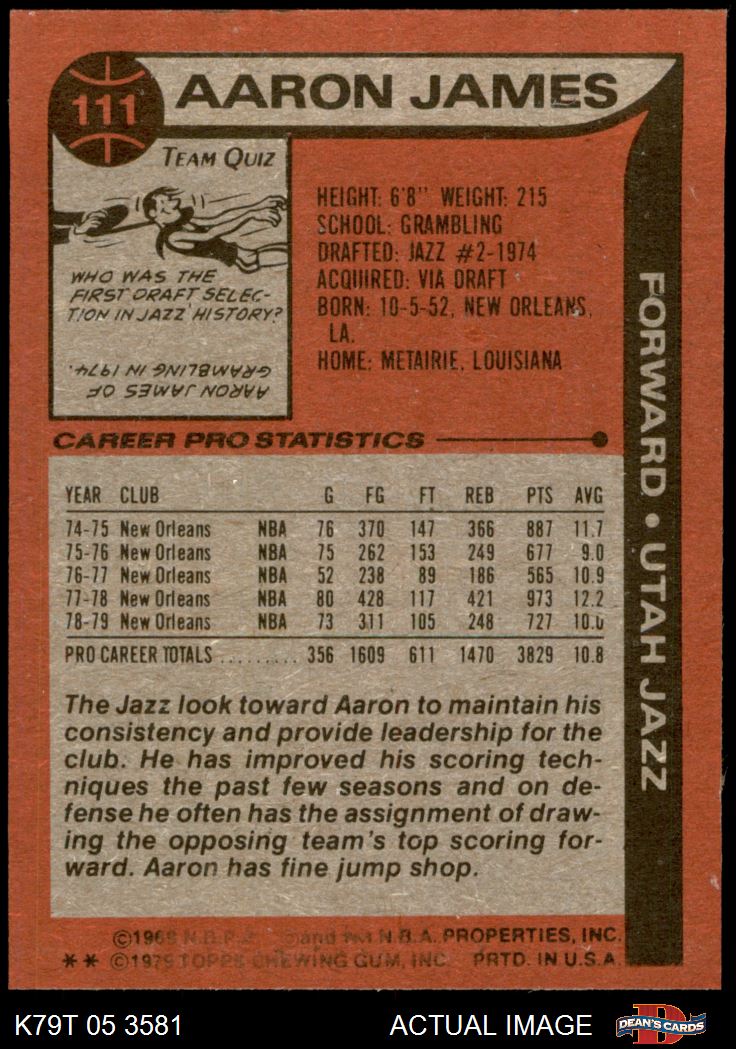 111
AARON JAMES
TEAM QUIZ
WHO WAS THE
FIRST DRAFT SELEC-
TION IN JAZZ HISTORY?
AARON JAMES OF
GRAMBLING IN 1974.
HEIGHT: 6'8" WEIGHT: 215
SCHOOL: GRAMBLING
DRAFTED: JAZZ #2-1974
ACQUIIRED: VIA DRAFT
BORN: 10-5-52, NEW ORLEANS,
LA.
HOME: METAIRIE, LOUISIANA
FORWARD • UTAH JAZZ
CAREER PRO STATISTICS
YEAR CLUB G FG FT REB PTS AVG
74-75 New Orleans NBA 76 370 147 366 887 11.7
75-76 New Orleans NBA 75 262 153 249 677 9.0
76-77 New Orleans NBA 52 238 89 186 565 10.9
77-78 New Orleans NBA 80 428 117 421 973 12.2
78-79 New Orleans NBA 73 311 105 248 727 10.0
PRO CAREER TOTALS ......... 356 1609 611 1470 3829 10.8
The Jazz look toward Aaron to maintain his
consistency and provide leadership for the
club. He has improved his scoring tech-
niques the past few seasons and on de-
fense he often has the assignment of draw-
ing the opposing team's top scoring for-
ward. Aaron has fine jump shop.
and N.B.A. PROPERTIES, INC.
** ©1979 TOPPS CHEWING GUM, INC. PRTD. IN U.S.A.
K79T 05 3581 ACTUAL IMAGE DEAN'S CARDS